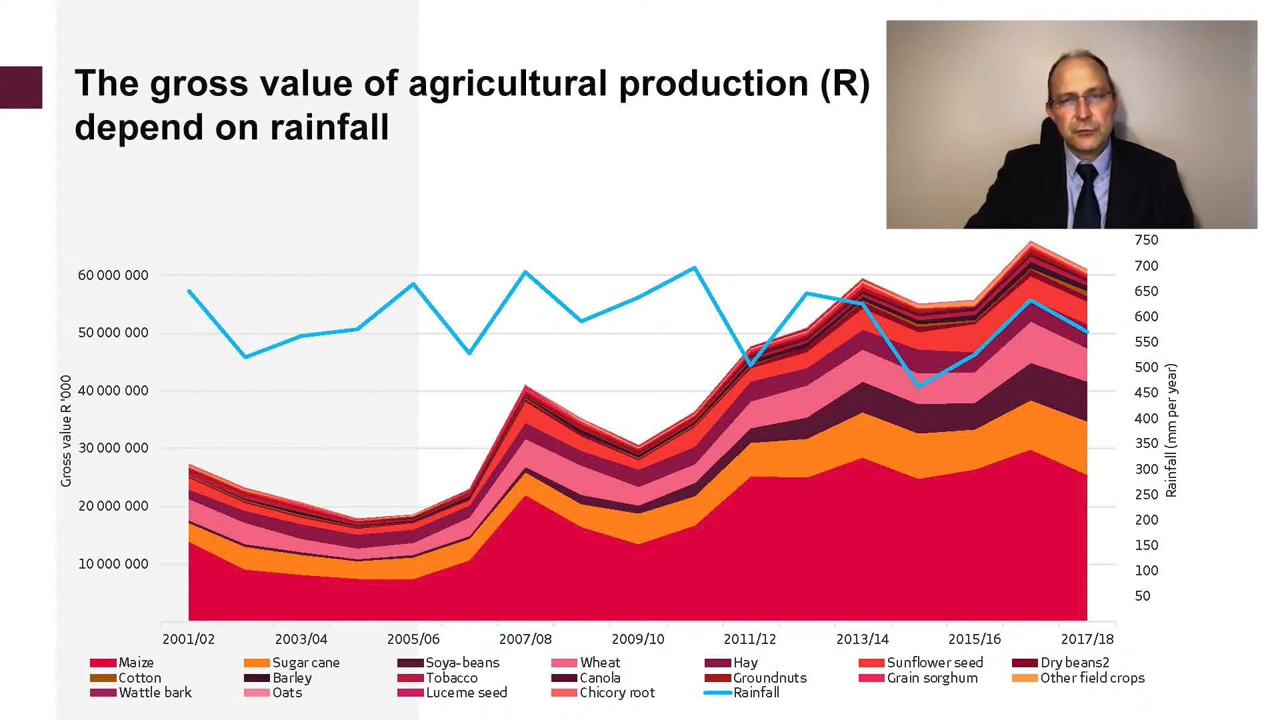 The gross value of agricultural production (R)
depend on rainfall
60 000 000
50 000 000
40 000 000
30 000 000
20 000 000
10 000 000
Gross value R '000
750
700
650
600
550
500
450
400
350
300
250
200
150
100
50
Rainfall (mm per year)
2001/02 2003/04 2005/06 2007/08 2009/10 2011/12 2013/14 2015/16 2017/18
Maize Sugar cane Soya-beans Wheat Hay Sunflower seed Dry beans2
Cotton Barley Tobacco Canola Groundnuts Grain sorghum Other field crops
Wattle bark Oats Lucerne seed Chicory root Rainfall